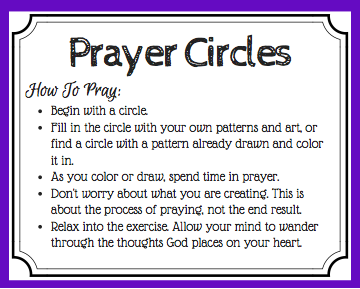 Prayer Circles
How To Pray:
• Begin with a circle.
• Fill in the circle with your own patterns and art, or
find a circle with a pattern already drawn and color
it in.
• As you color or draw, spend time in prayer.
• Don't worry about what you are creating. This is
about the process of praying, not the end result.
• Relax into the exercise. Allow your mind to wander
through the thoughts God places on your heart.